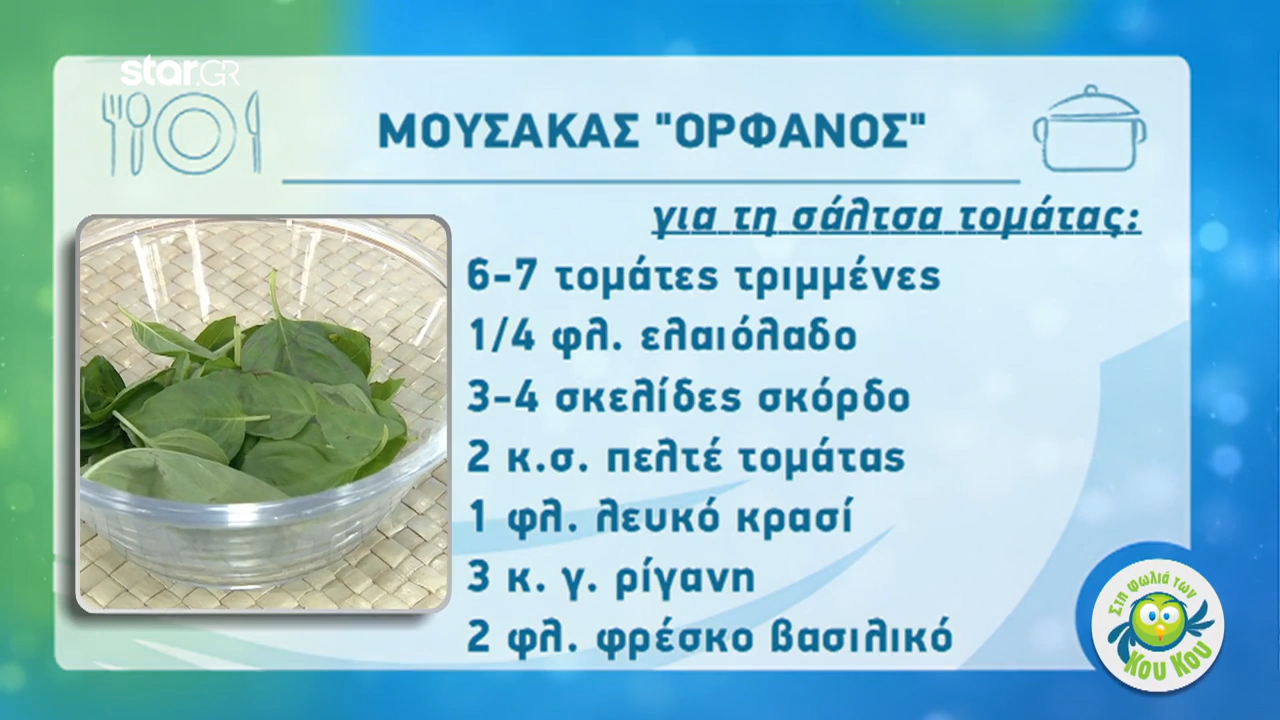 star.GR
ΜΟΥΣΑΚΑΣ "ΟΡΦΑΝΟΣ"
για τη σάλτσα τομάτας:
6-7 τομάτες τριμμένες
1/4 φλ. ελαιόλαδο
3-4 σκελίδες σκόρδο
2 κ.σ. πελτέ τομάτας
1 φλ. λευκό κρασί
3 κ. γ. ρίγανη
2 φλ. φρέσκο βασιλικό
Στη φωλιά των
Κου Κου